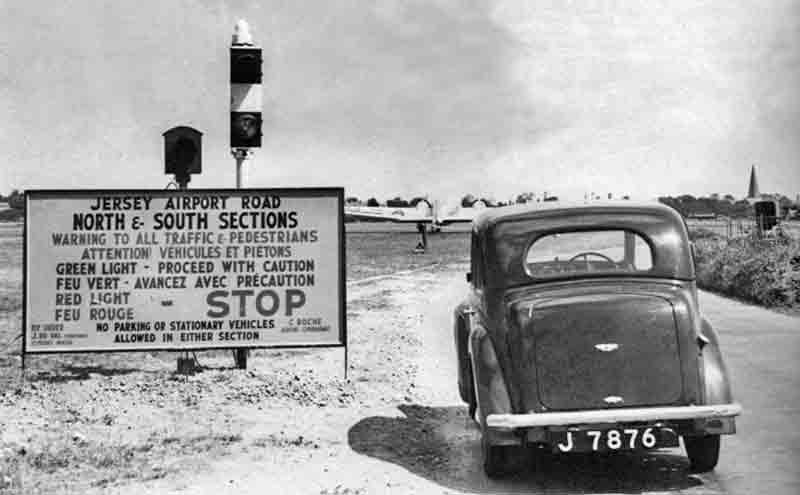 JERSEY AIRPORT ROAD
NORTH & SOUTH SECTIONS
WARNING TO ALL TRAFFIC & PEDESTRIANS
ATTENTION! VEHICULES ET PIETONS
GREEN LIGHT - PROCEED WITH CAUTION
FEU VERT - AVANCEZ AVEC PRÉCAUTION
RED LIGHT - STOP
FEU ROUGE
NO PARKING OR STATIONARY VEHICLES
ALLOWED IN EITHER SECTION
BY ORDER
C ROCHE
J 7876